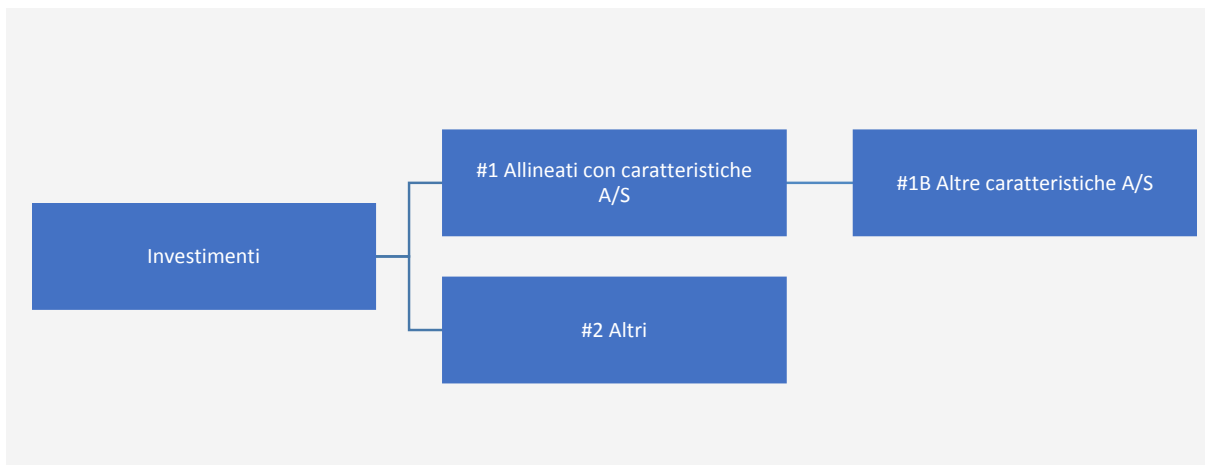 #1 Allineati con caratteristiche
A/S
#1B Altre caratteristiche A/S
Investimenti
#2 Altri